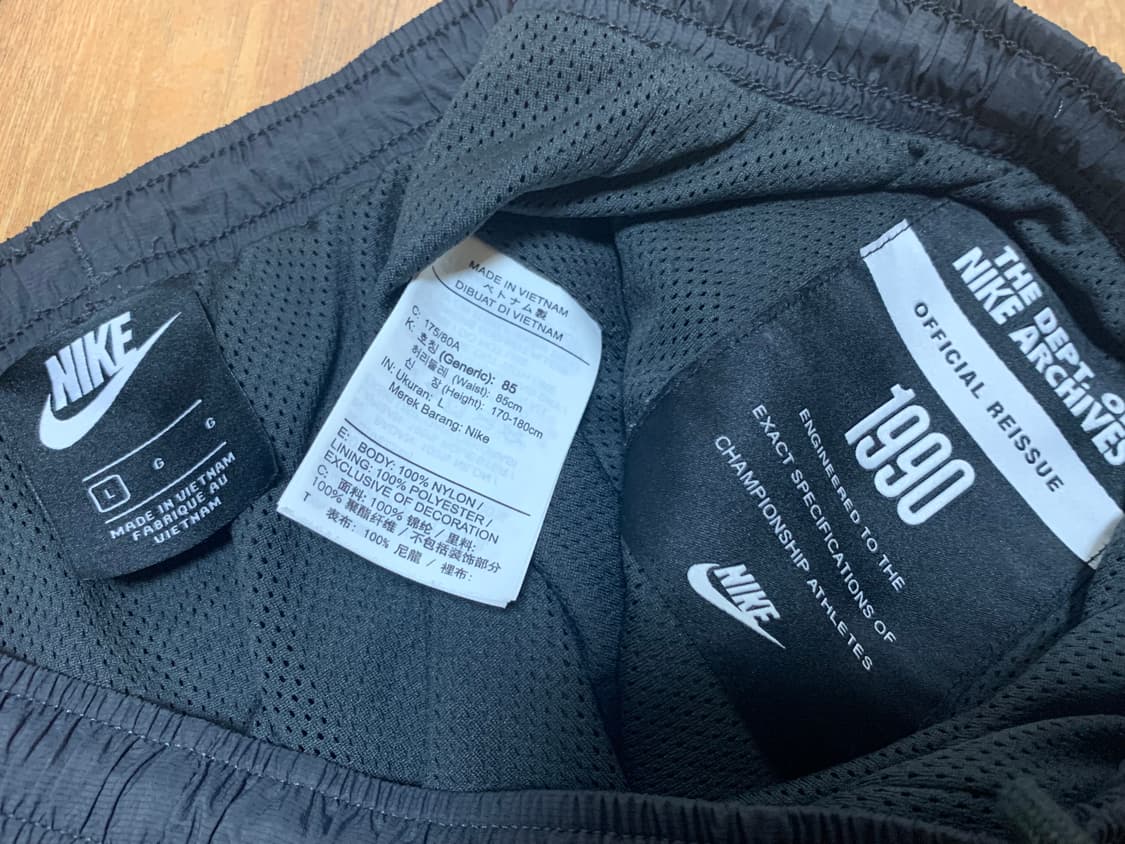 NIKE
G
G
L
MADE IN VIETNAM
FABRIQUÉ AU
VIETNAM
MADE IN VIETNAM
ベトナム製
DIBUAT DI VIETNAM
C: 175/80A
K: 호칭 (Generic): 85
허리둘레 (Waist): 85cm
신 장 (Height): 170-180cm
IN: Ukuran: L
Merek Barang: Nike
E: BODY: 100% NYLON /
LINING: 100% POLYESTER /
EXCLUSIVE OF DECORATION
C: 面料: 100% 锦纶 / 里料:
100% 聚酯纤维 / 不包括装饰部分
T 表布: 100% 尼龍 / 裡布:
THE DEPT. OF
NIKE ARCHIVES
OFFICIAL REISSUE
1990
ENGINEERED TO THE
EXACT SPECIFICATIONS OF
CHAMPIONSHIP ATHLETES
NIKE